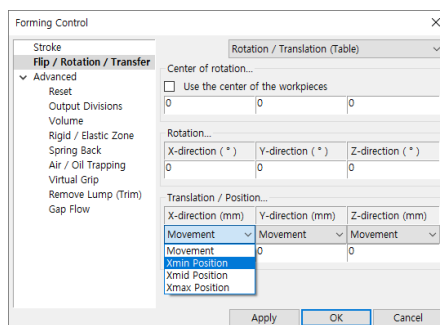 Forming Control
Stroke
Flip / Rotation / Transfer
Advanced
Reset
Output Divisions
Volume
Rigid / Elastic Zone
Spring Back
Air / Oil Trapping
Virtual Grip
Remove Lump (Trim)
Gap Flow
Rotation / Translation (Table)
Center of rotation...
Use the center of the workpieces
0 0 0
Rotation...
X-direction ( ° ) Y-direction ( ° ) Z-direction ( ° )
0 0 0
Translation / Position...
X-direction (mm) Y-direction (mm) Z-direction (mm)
Movement Movement Movement
Movement 0 0
Xmin Position
Xmid Position
Xmax Position
Apply OK Cancel